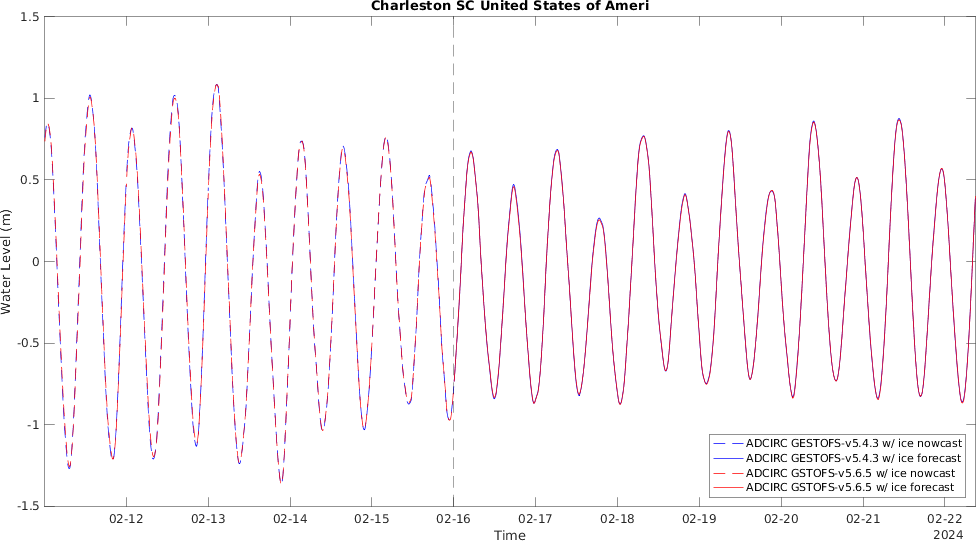 Charleston SC United States of Ameri
Water Level (m)
1.5
1
0.5
0
-0.5
-1
-1.5
02-12 02-13 02-14 02-15 02-16 02-17 02-18 02-19 02-20 02-21 02-22
2024
Time
ADCIRC GESTOFS-v5.4.3 w/ ice nowcast
ADCIRC GESTOFS-v5.4.3 w/ ice forecast
ADCIRC GSTOFS-v5.6.5 w/ ice nowcast
ADCIRC GSTOFS-v5.6.5 w/ ice forecast